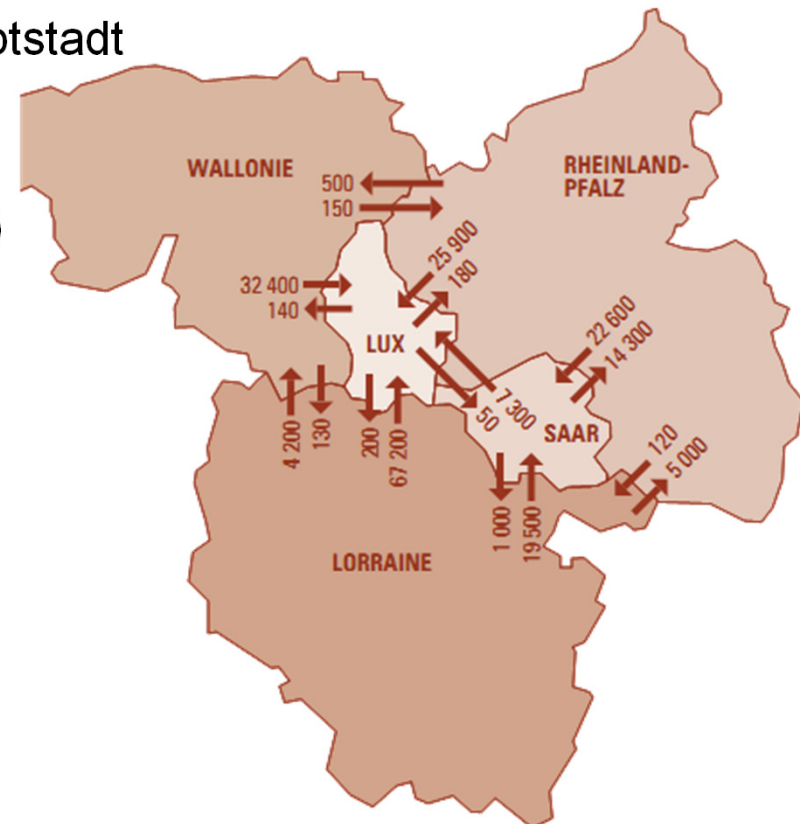 ptstadt
)
WALLONIE
RHEINLAND-
PFALZ
500
150
25 900
180
32 400
140
LUX
22 600
14 300
7 300
50
SAAR
4 200
130
200
67 200
120
5 000
1 000
19 500
LORRAINE